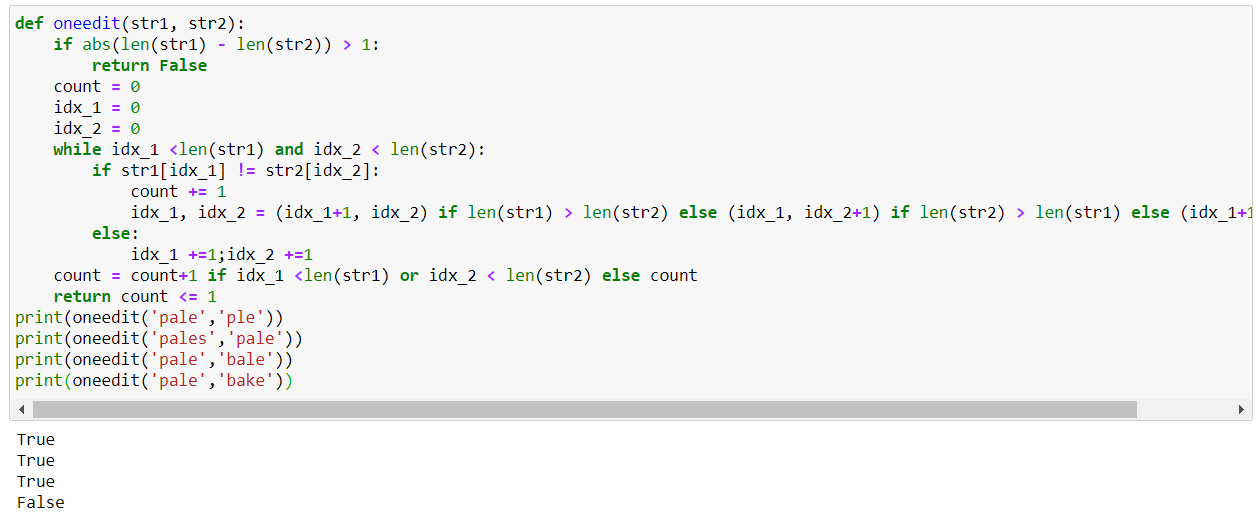 def oneedit(str1, str2):
    if abs(len(str1) - len(str2)) > 1:
        return False
    count = 0
    idx_1 = 0
    idx_2 = 0
    while idx_1 <len(str1) and idx_2 < len(str2):
        if str1[idx_1] != str2[idx_2]:
            count += 1
            idx_1, idx_2 = (idx_1+1, idx_2) if len(str1) > len(str2) else (idx_1, idx_2+1) if len(str2) > len(str1) else (idx_1+1
        else:
            idx_1 +=1;idx_2 +=1
    count = count+1 if idx_1 <len(str1) or idx_2 < len(str2) else count
    return count <= 1
print(oneedit('pale','ple'))
print(oneedit('pales','pale'))
print(oneedit('pale','bale'))
print(oneedit('pale','bake'))
True
True
True
False